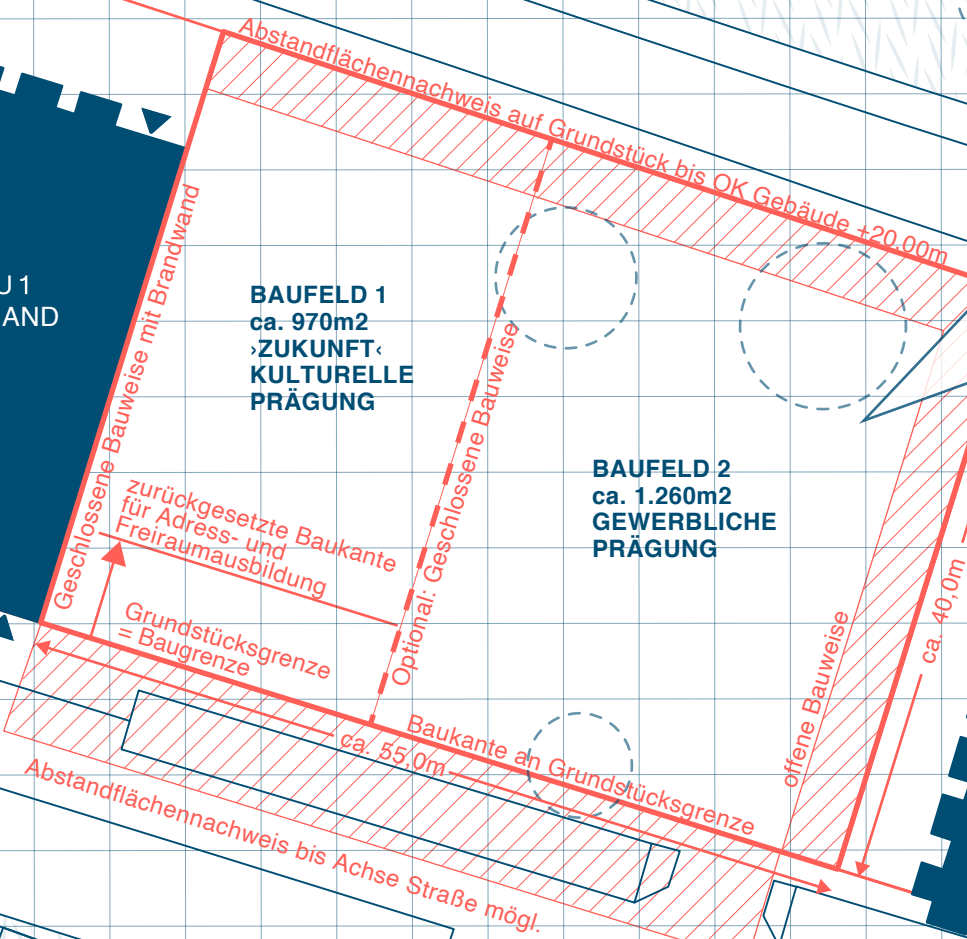 Abstandflächennachweis auf Grundstück bis OK Gebäude +20,00m
Geschlossene Bauweise mit Brandwand
U 1
AND
BAUFELD 1
ca. 970m2
›ZUKUNFT‹
KULTURELLE
PRÄGUNG
Optional: Geschlossene Bauweise
BAUFELD 2
ca. 1.260m2
GEWERBLICHE
PRÄGUNG
zurückgesetzte Baukante
für Adress- und
Freiraumausbildung
Grundstücksgrenze
= Baugrenze
ca. 40,0m
offene Bauweise
Baukante an Grundstücksgrenze
ca. 55,0m
Abstandflächennachweis bis Achse Straße mögl.